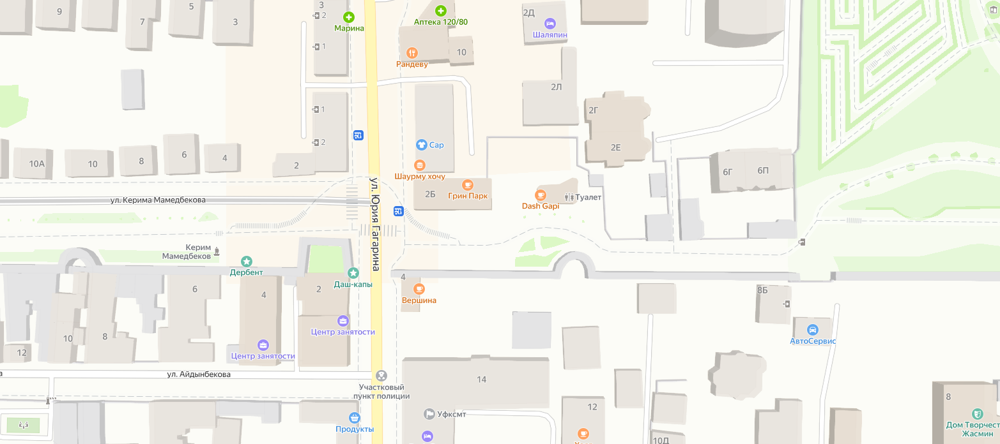 9
5
7
3
3
2
1
Марина
Аптека 120/80
2Д
Шаляпин
10
Рандеву
2Л
1
2
2Г
2Е
Сар
10А
10
8
6
4
2
Шаурму хочу
2Б
Грин Парк
Dash Gapi
Туалет
6Г
6П
ул. Керима Мамедбекова
ул. Юрия Гагарина
Керим
Мамедбеков
Дербент
Даш-капы
4
Вершина
6
4
2
8Б
Центр занятости
АвтоСервис
10
8
12
Центр занятости
ул. Айдынбекова
а
14
Участковый
пункт полиции
Уфксмт
12
8
Продукты
Дом Творчест
Жасмин
10Д